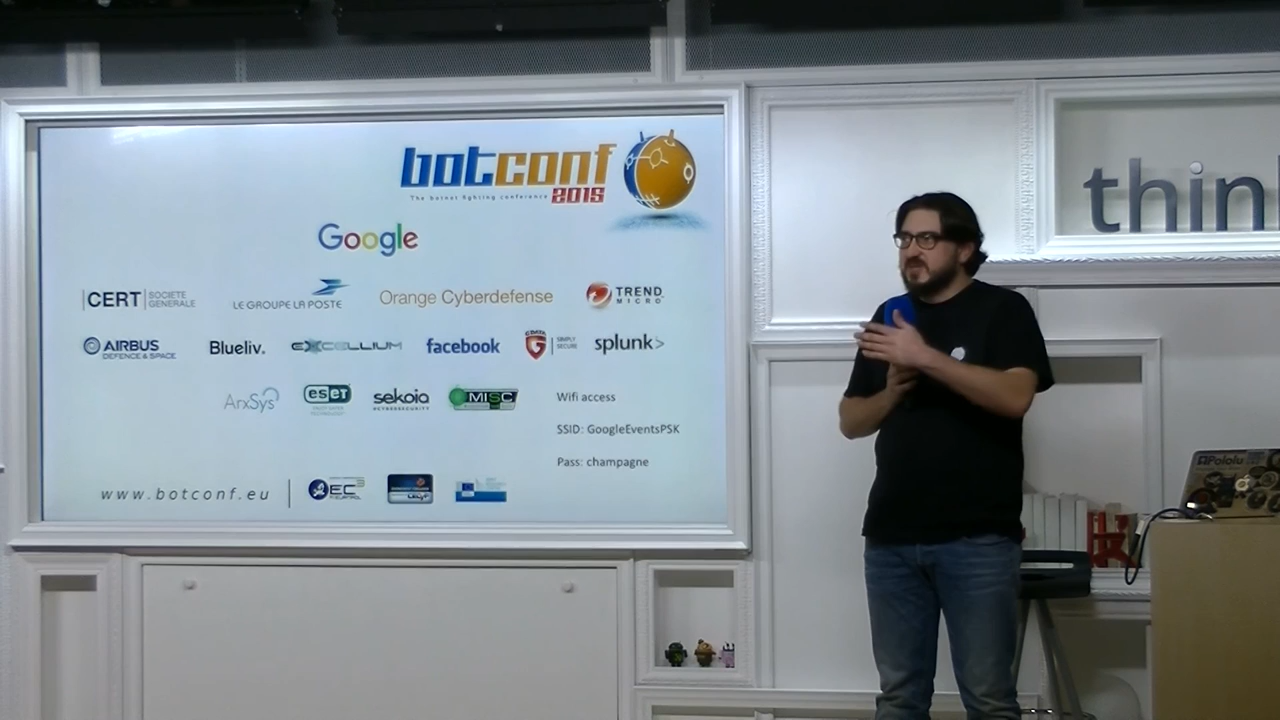 botconf
The botnet fighting conference 2015
Google
CERT SOCIETE GENERALE
LE GROUPE LA POSTE
Orange Cyberdefense
TREND MICRO
AIRBUS DEFENCE & SPACE
Blueliv.
EXCELLIUM
facebook
G DATA SIMPLY SECURE
splunk>
ArxSys
eset
sekoia
#CYBERSECURITY
MISC
Wifi access
SSID: GoogleEventsPSK
Pass: champagne
www.botconf.eu
EC3
thin
Pololu